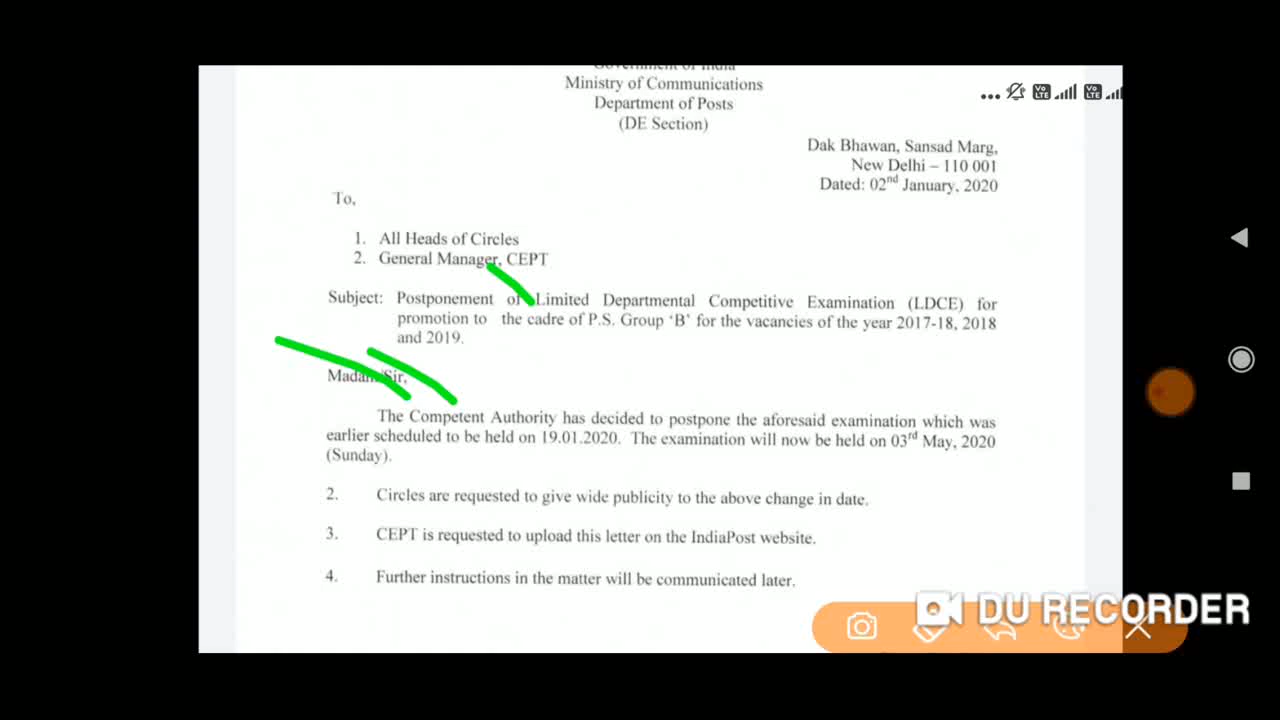 Government of India
Ministry of Communications
Department of Posts
(DE Section)
Dak Bhawan, Sansad Marg,
New Delhi – 110 001
Dated: 02nd January, 2020
To,
1. All Heads of Circles
2. General Manager, CEPT
Subject: Postponement of Limited Departmental Competitive Examination (LDCE) for
promotion to the cadre of P.S. Group 'B' for the vacancies of the year 2017-18, 2018
and 2019.
Madam/Sir,
The Competent Authority has decided to postpone the aforesaid examination which was
earlier scheduled to be held on 19.01.2020. The examination will now be held on 03rd May, 2020
(Sunday).
2. Circles are requested to give wide publicity to the above change in date.
3. CEPT is requested to upload this letter on the IndiaPost website.
4. Further instructions in the matter will be communicated later.
DU RECORDER